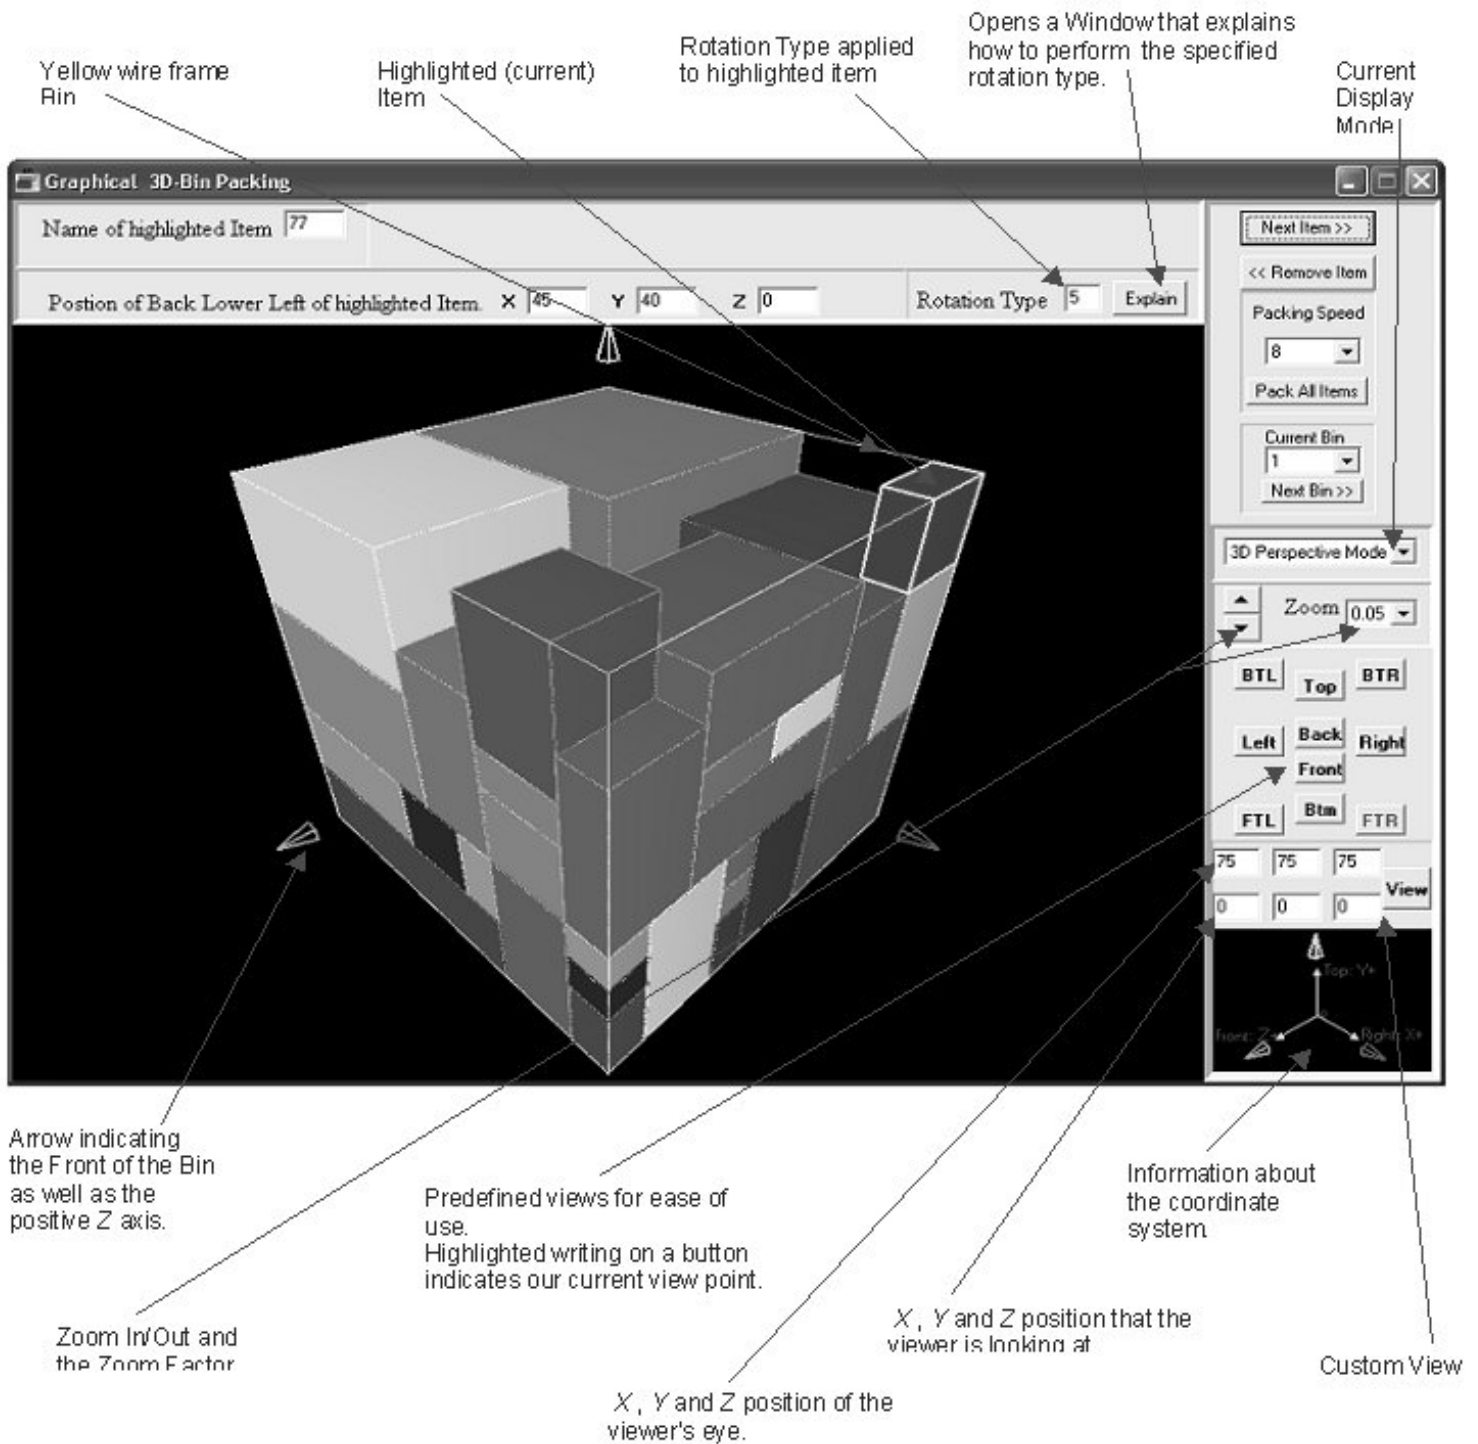 Opens a Window that explains
how to perform the specified
rotation type.
Rotation Type applied
to highlighted item
Yellow wire frame
Bin
Highlighted (current)
Item
Current
Display
Mode
Graphical 3D-Bin Packing
Name of highlighted Item 77
Postion of Back Lower Left of highlighted Item. X 45 Y 40 Z 0
Rotation Type 5 Explain
Next Item >>
<< Remove Item
Packing Speed
8
Pack All Items
Current Bin
1
Next Bin >>
3D Perspective Mode
Zoom 0.05
BTL Top BTR
Left Back Right
Front
FTL Btm FTR
75 75 75
View
0 0 0
Top: Y+
Front: Z+ Right: X+
Arrow indicating
the Front of the Bin
as well as the
positive Z axis.
Predefined views for ease of
use.
Highlighted writing on a button
indicates our current view point.
Information about
the coordinate
system.
Zoom In/Out and
the Zoom Factor
X, Y and Z position that the
viewer is looking at
Custom View
X, Y and Z position of the
viewer's eye.